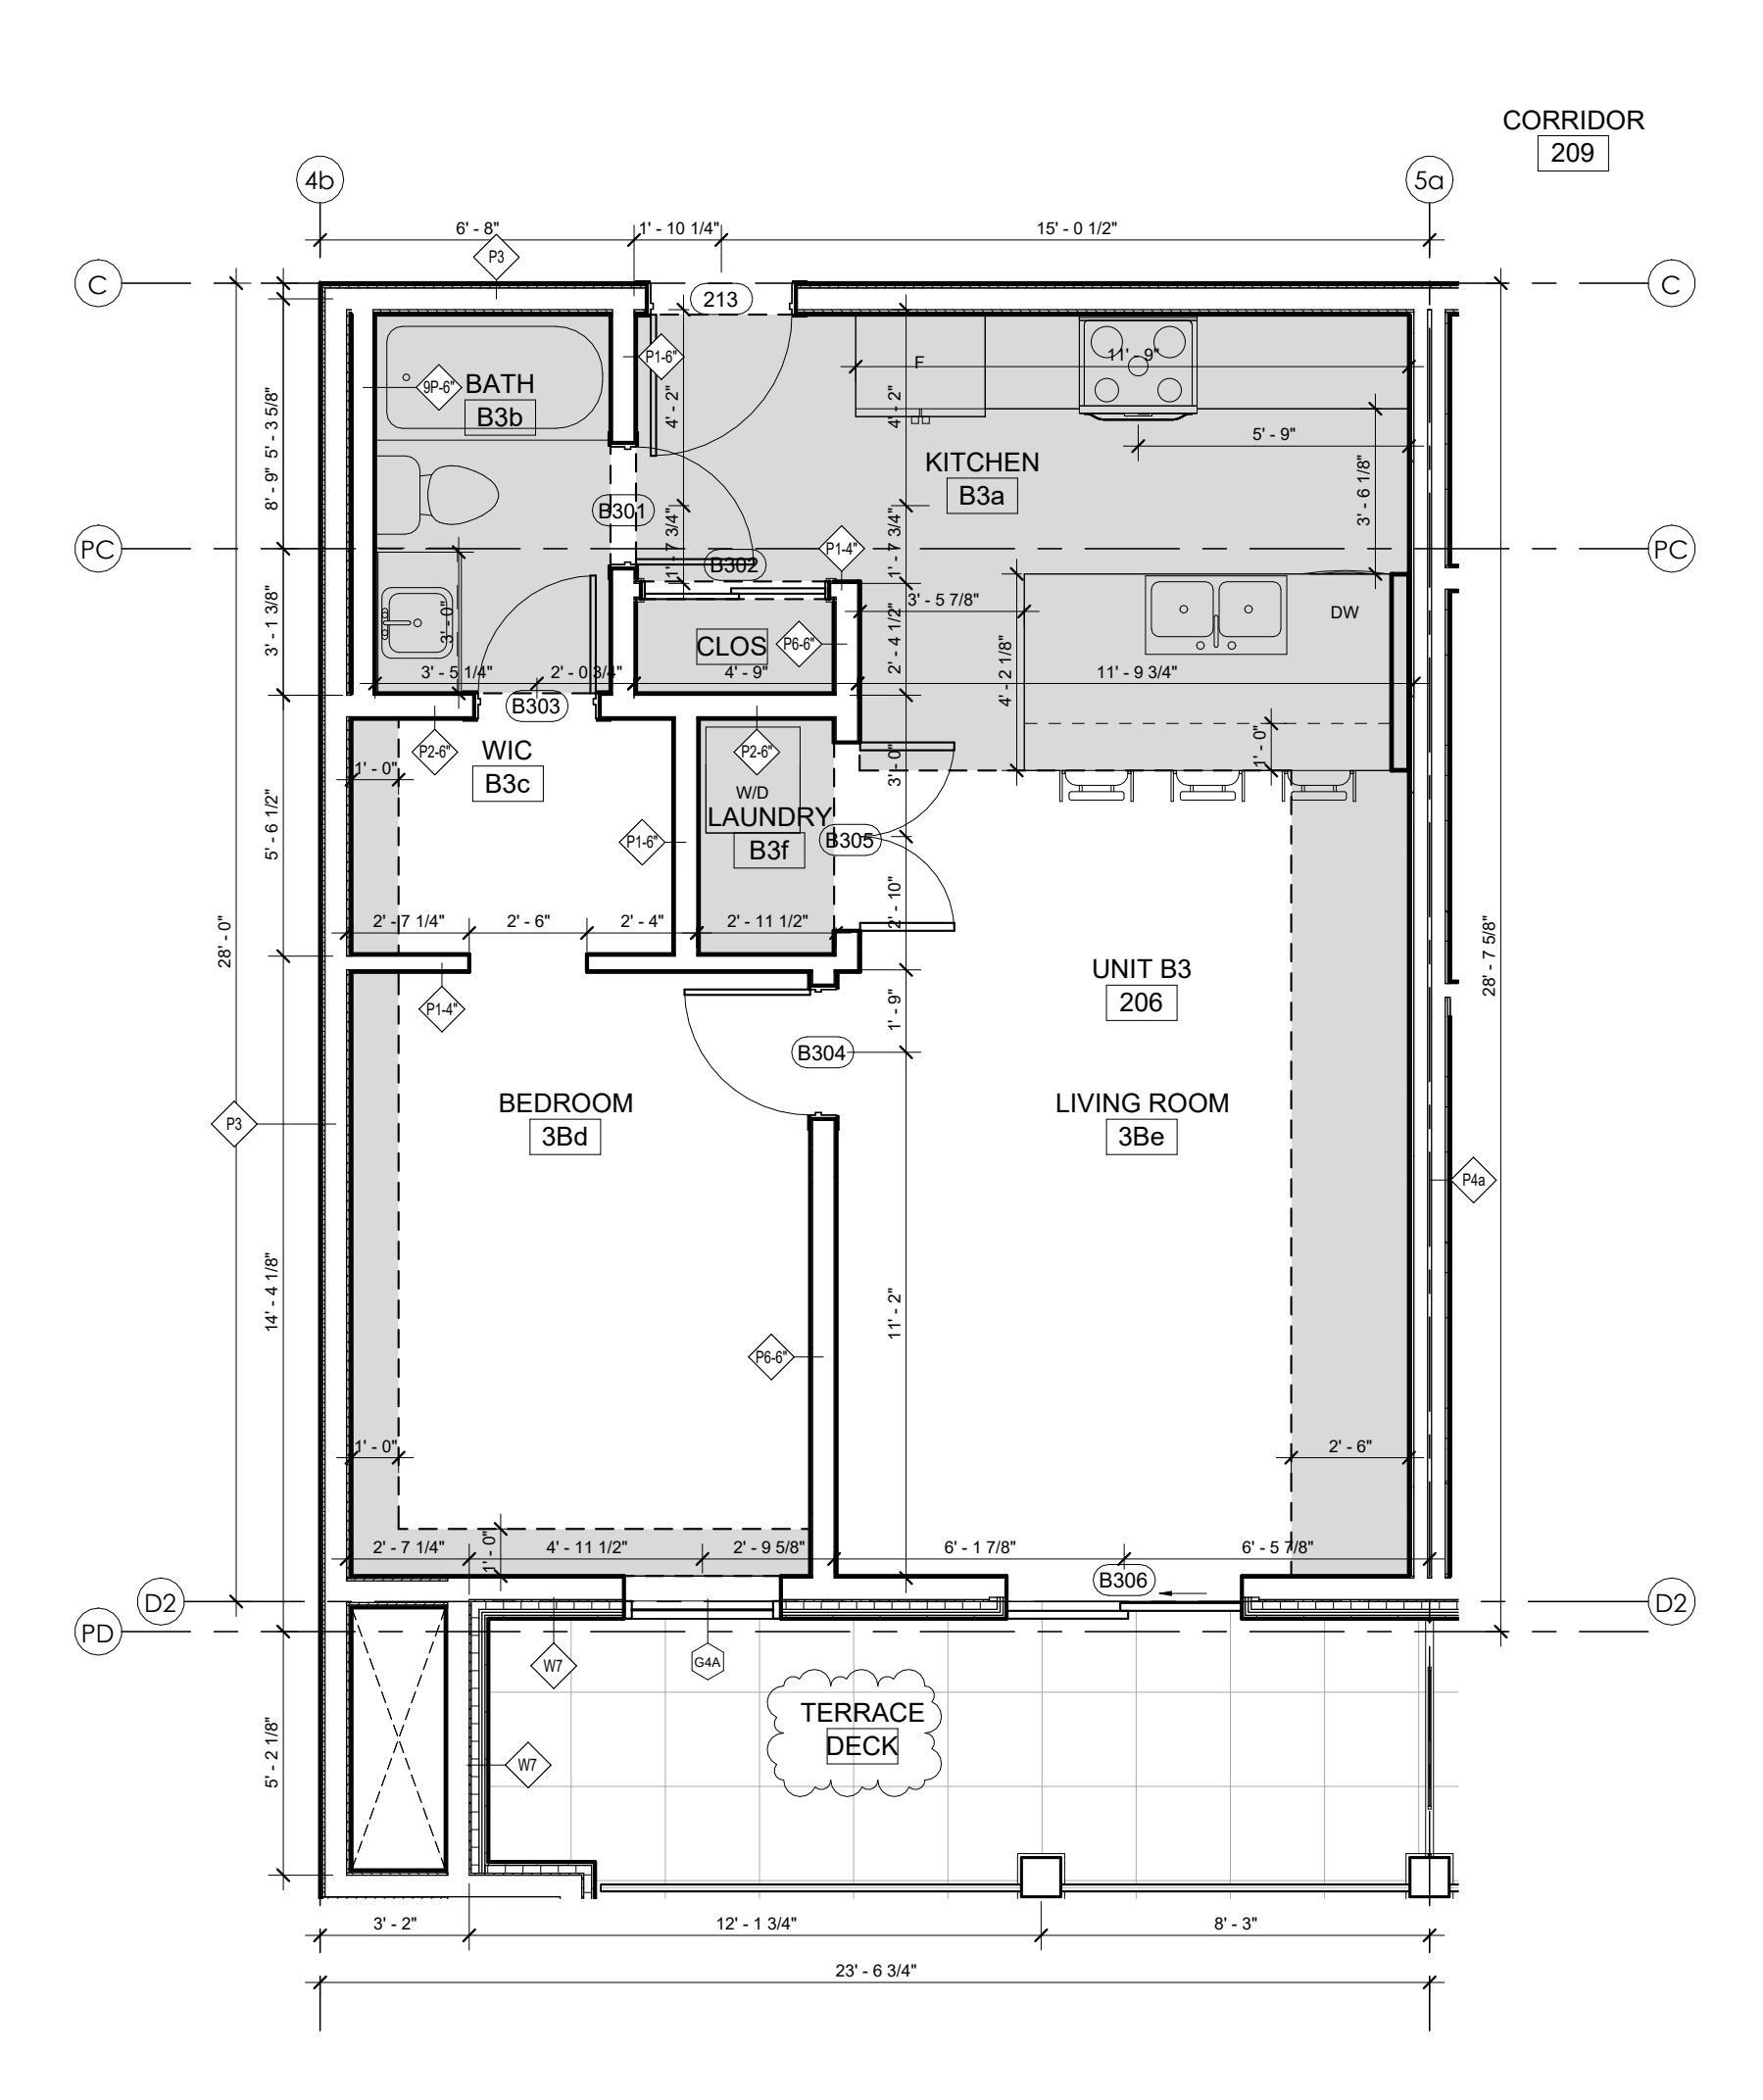 CORRIDOR
209
4b
5a
6' - 8"
1' - 10 1/4"
15' - 0 1/2"
P3
C
C
213
P1-6"
11' - 9"
F
9P-6"
BATH
B3b
4' - 2"
4' - 2"
5' - 3 5/8"
8' - 9"
5' - 9"
KITCHEN
B3a
3' - 6 1/8"
B301
1' - 7 3/4"
1' - 7 3/4"
P1-4"
PC
PC
B302
3' - 5 7/8"
DW
3' - 0"
3' - 1 3/8"
CLOS
P6-6"
2' - 4 1/2"
4' - 2 1/8"
3' - 5 1/4"
2' - 0 3/4"
4' - 9"
11' - 9 3/4"
B303
P2-6"
WIC
B3c
P2-6"
1' - 0"
3' - 0"
1' - 0"
W/D
LAUNDRY
B3f
B305
P1-6"
5' - 6 1/2"
2' - 7 1/4"
2' - 6"
2' - 4"
2' - 11 1/2"
2' - 10"
28' - 0"
28' - 7 5/8"
UNIT B3
206
P1-4"
1' - 9"
B304
BEDROOM
3Bd
LIVING ROOM
3Be
P3
P4a
14' - 4 1/8"
11' - 2"
P6-6"
1' - 0"
2' - 6"
2' - 7 1/4"
1' - 0"
4' - 11 1/2"
2' - 9 5/8"
6' - 1 7/8"
6' - 5 7/8"
B306
D2
D2
PD
W7
G4A
TERRACE
DECK
W7
5' - 2 1/8"
3' - 2"
12' - 1 3/4"
8' - 3"
23' - 6 3/4"